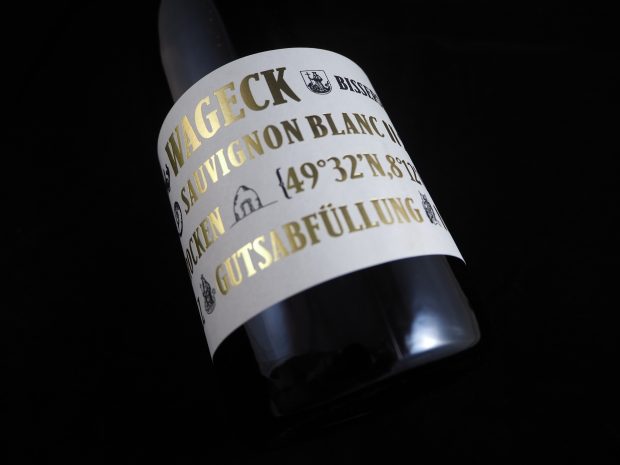 WAGECK
SAUVIGNON BLANC
{49°32'N,8°12
GUTSABFÜLLUNG